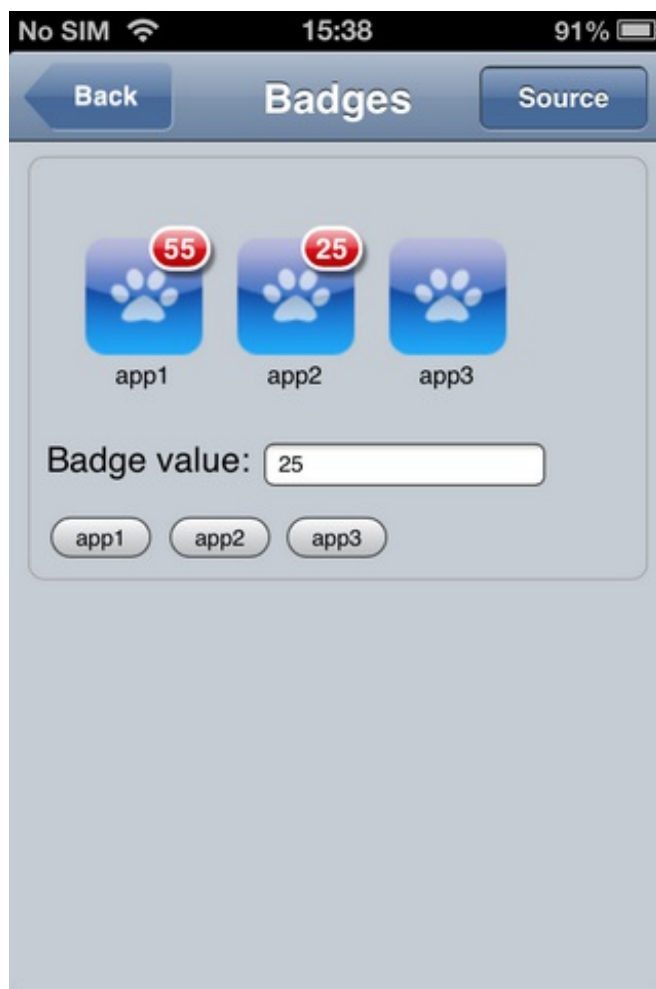 No SIM 15:38 91%
Back Badges Source
55 25
app1 app2 app3
Badge value: 25
app1 app2 app3